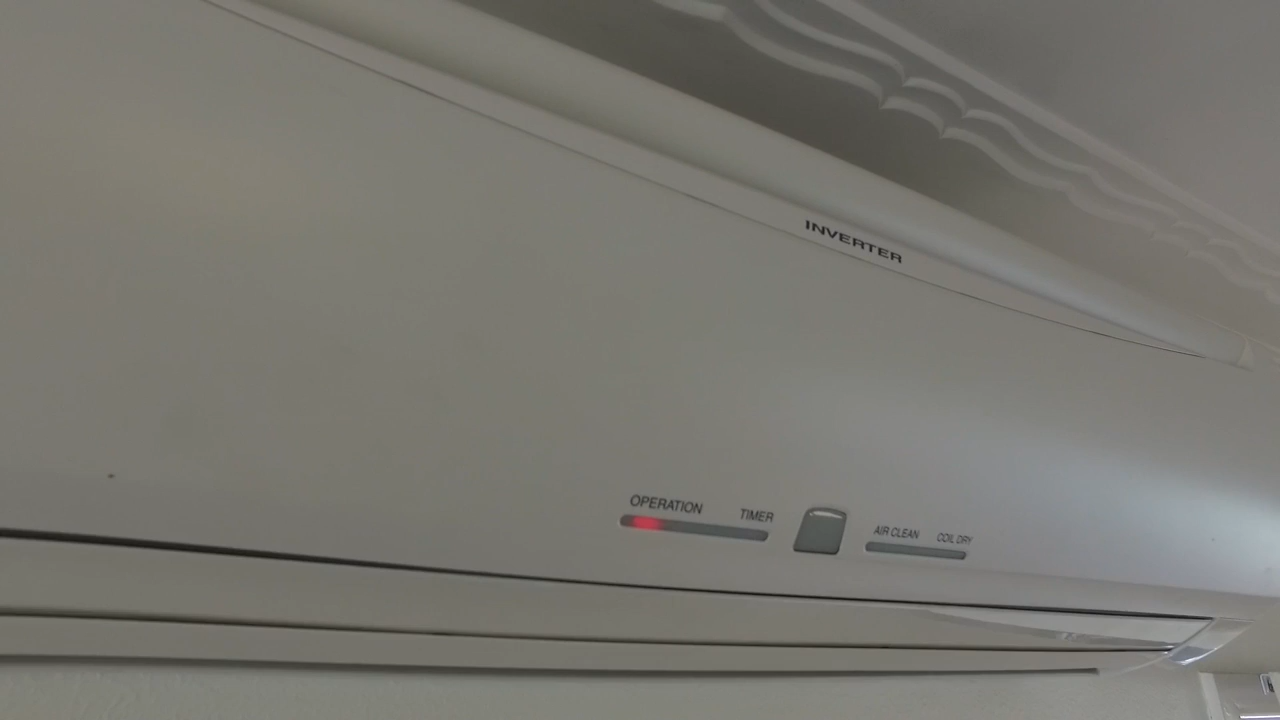 INVERTER
OPERATION
TIMER
AIR CLEAN
COIL DRY